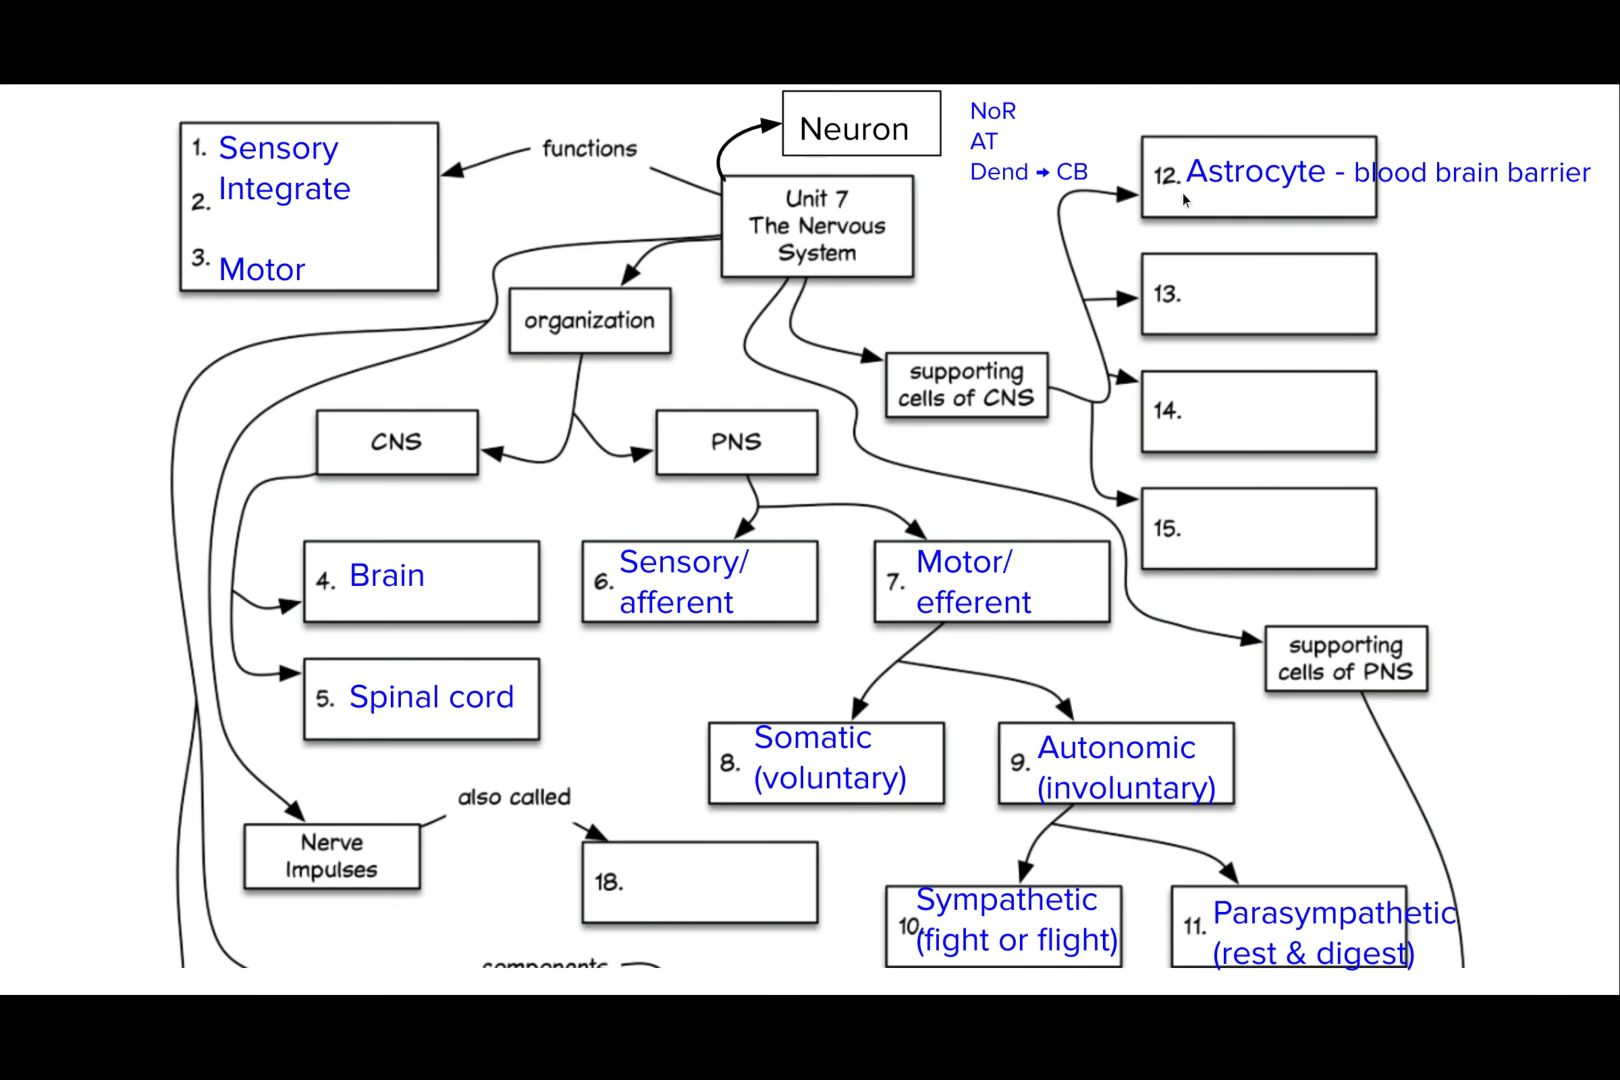 1. Sensory
2. Integrate
3. Motor
functions
Neuron
NoR
AT
Dend → CB
Unit 7
The Nervous
System
12. Astrocyte - blood brain barrier
13.
14.
15.
organization
supporting
cells of CNS
CNS
PNS
4. Brain
5. Spinal cord
6. Sensory/
afferent
7. Motor/
efferent
supporting
cells of PNS
8. Somatic
(voluntary)
9. Autonomic
(involuntary)
also called
Nerve
Impulses
18.
10. Sympathetic
(fight or flight)
11. Parasympathetic
(rest & digest)
components